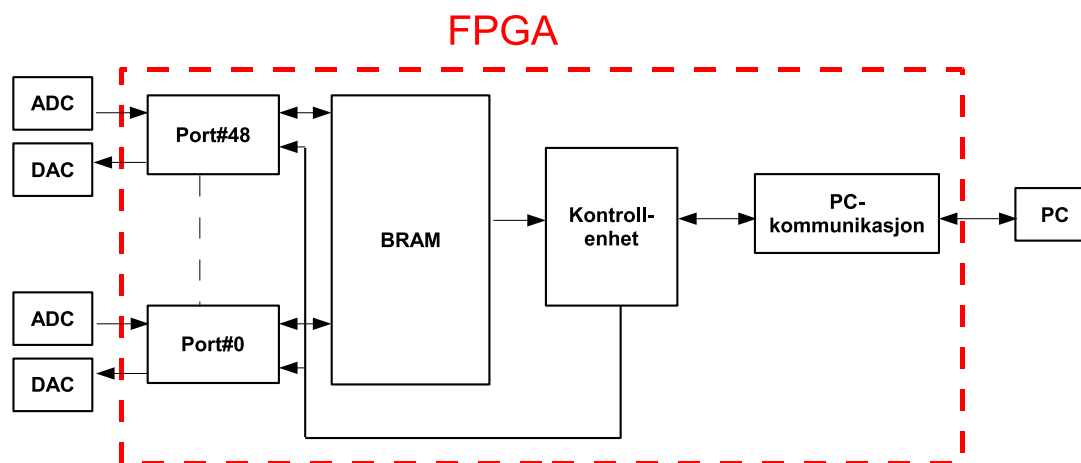 FPGA
ADC
DAC
Port#48
BRAM
Kontroll-
enhet
PC-
kommunikasjon
PC
ADC
DAC
Port#0